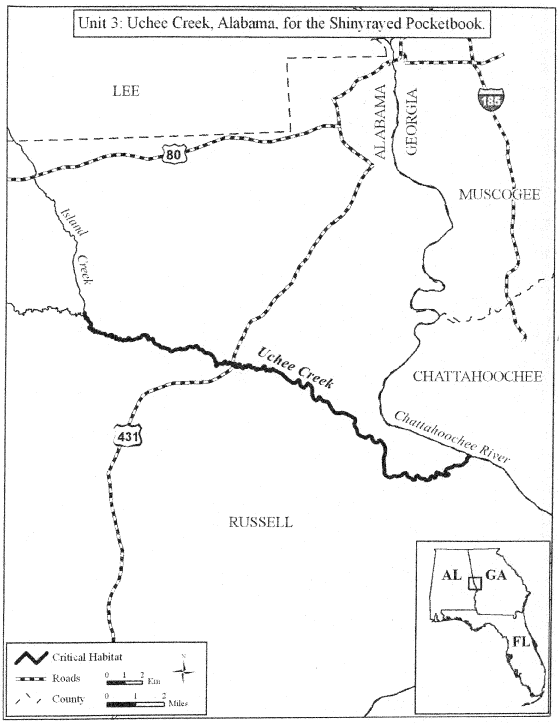 Unit 3: Uchee Creek, Alabama, for the Shinyrayed Pocketbook.
LEE
ALABAMA
GEORGIA
185
80
MUSCOGEE
Island
Creek
Uchee Creek
CHATTAHOOCHEE
Chattahoochee River
431
RUSSELL
AL
GA
FL
Critical Habitat
N
Roads
0 1 2
Km
County
0 1 2
Miles